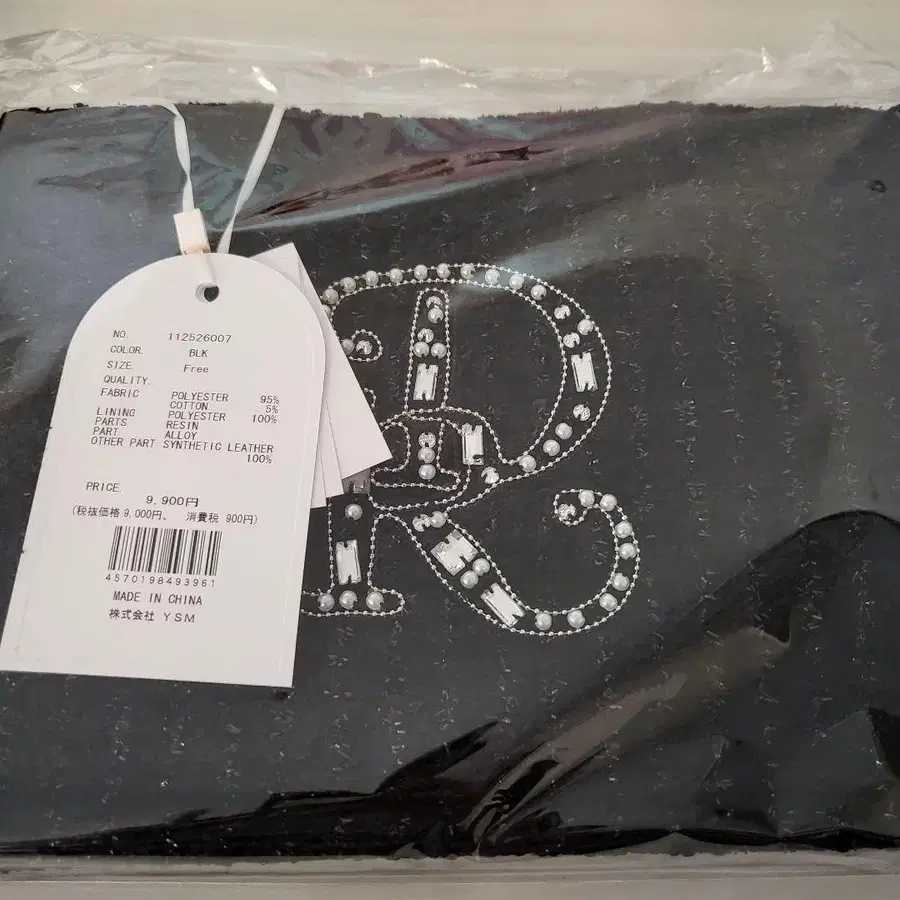 NO. 112526007
COLOR. BLK
SIZE. Free
QUALITY.
FABRIC POLYESTER 95%
COTTON 5%
LINING POLYESTER 100%
PARTS RESIN
PART ALLOY
OTHER PART SYNTHETIC LEATHER
100%
PRICE. 9,900円
(税抜価格 9,000円、 消費税 900円)
4570198493961
MADE IN CHINA
株式会社 YSM
R